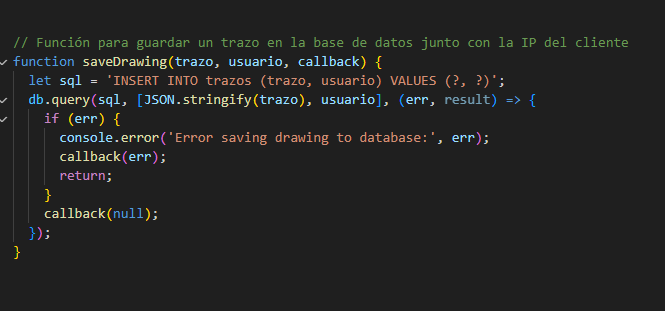 // Función para guardar un trazo en la base de datos junto con la IP del cliente
function saveDrawing(trazo, usuario, callback) {
  let sql = 'INSERT INTO trazos (trazo, usuario) VALUES (?, ?)';
  db.query(sql, [JSON.stringify(trazo), usuario], (err, result) => {
    if (err) {
      console.error('Error saving drawing to database:', err);
      callback(err);
      return;
    }
    callback(null);
  });
}